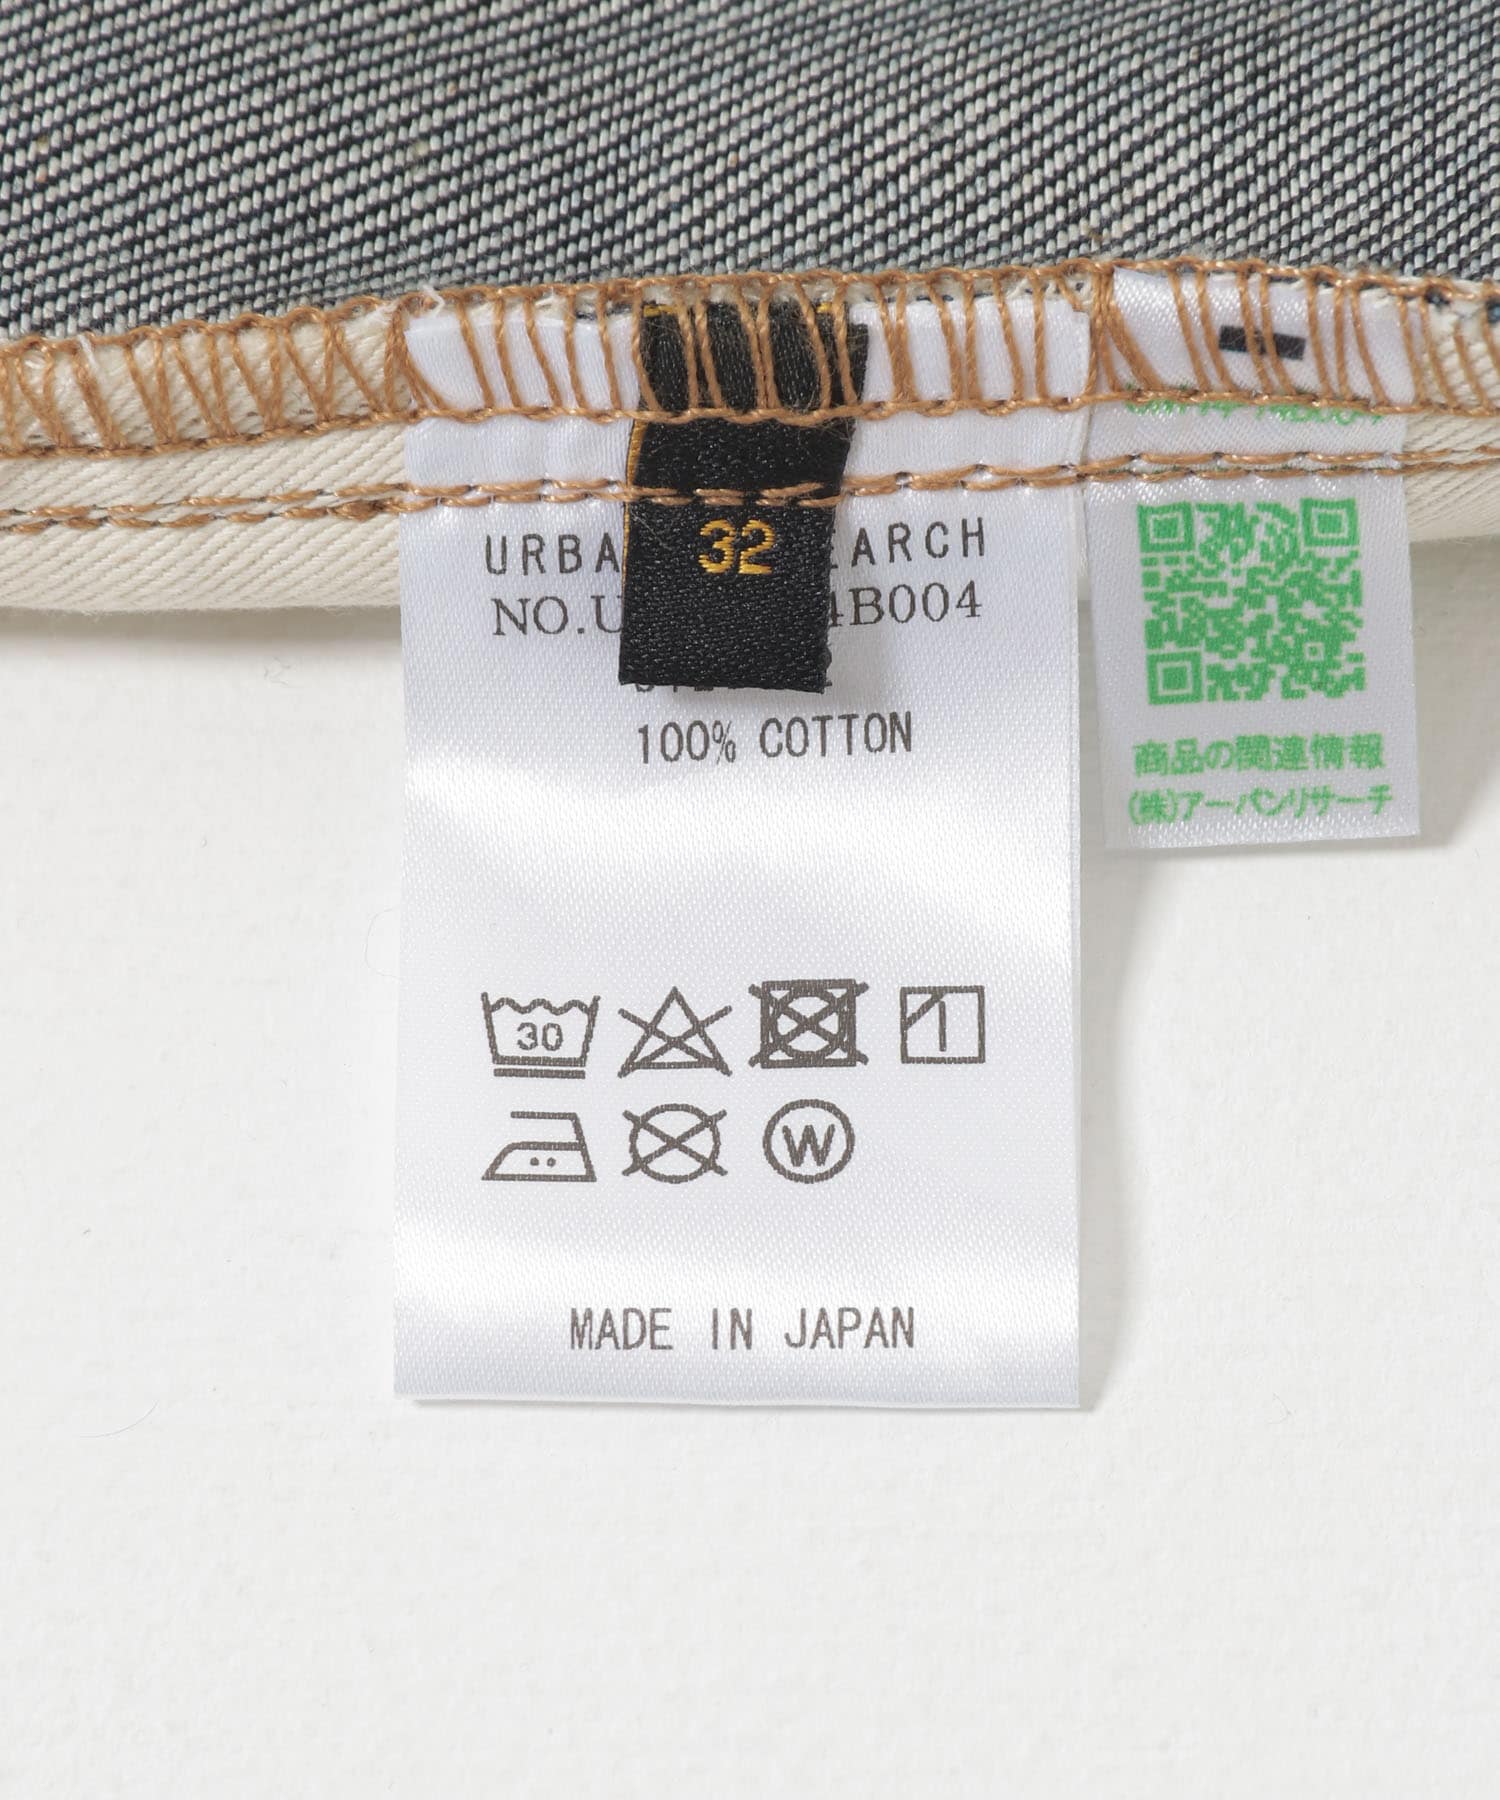 32
URBA ARCH
NO.U 4B004
100% COTTON
30
W
MADE IN JAPAN
商品の関連情報
(株)アーバンリサーチ